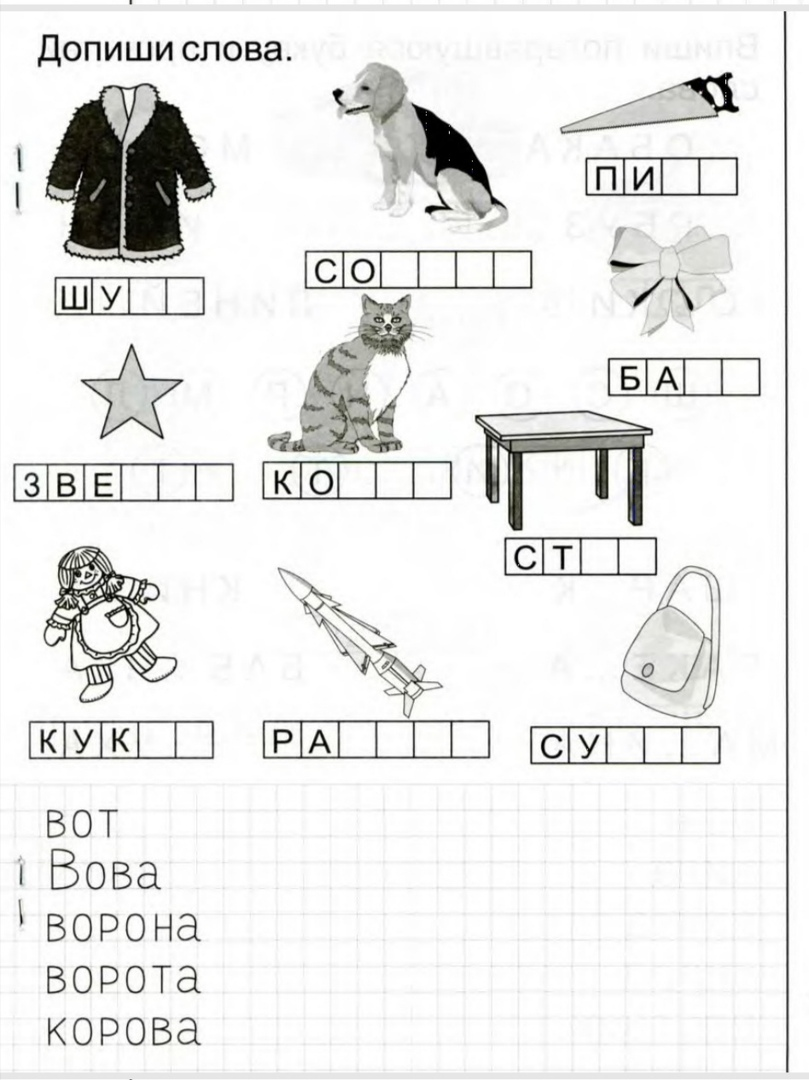 Допиши слова.
ПИ
ШУ
СО
БА
ЗВЕ
КО
СТ
КУК
РА
СУ
вот
Вова
ворона
ворота
корова